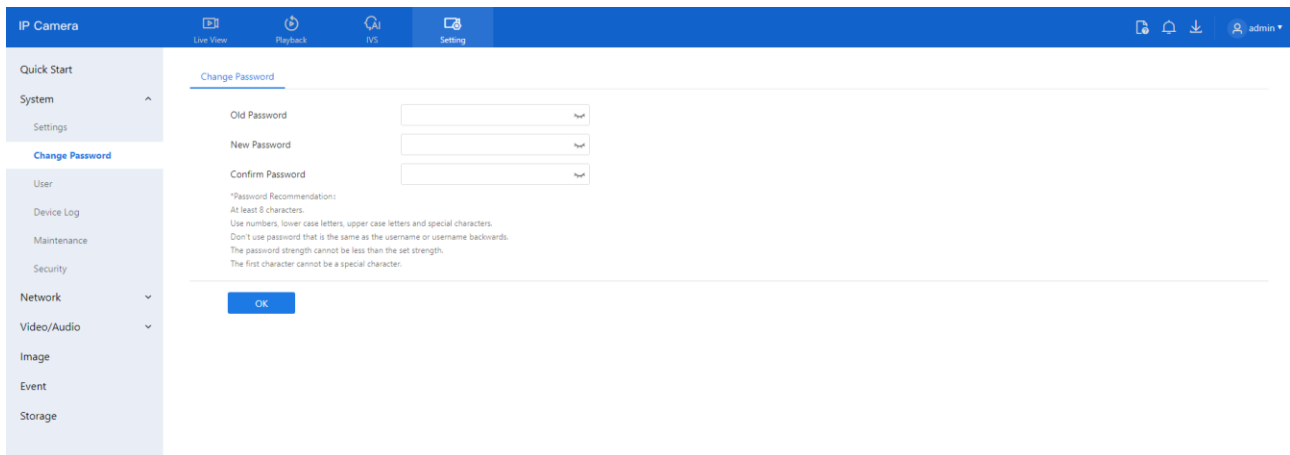 IP Camera
Live View
Playback
AI
IVS
Setting
admin
Quick Start
System
Settings
Change Password
User
Device Log
Maintenance
Security
Network
Video/Audio
Image
Event
Storage
Change Password
Old Password
New Password
Confirm Password
*Password Recommendation:
At least 8 characters.
Use numbers, lower case letters, upper case letters and special characters.
Don't use password that is the same as the username or username backwards.
The password strength cannot be less than the set strength.
The first character cannot be a special character.
OK